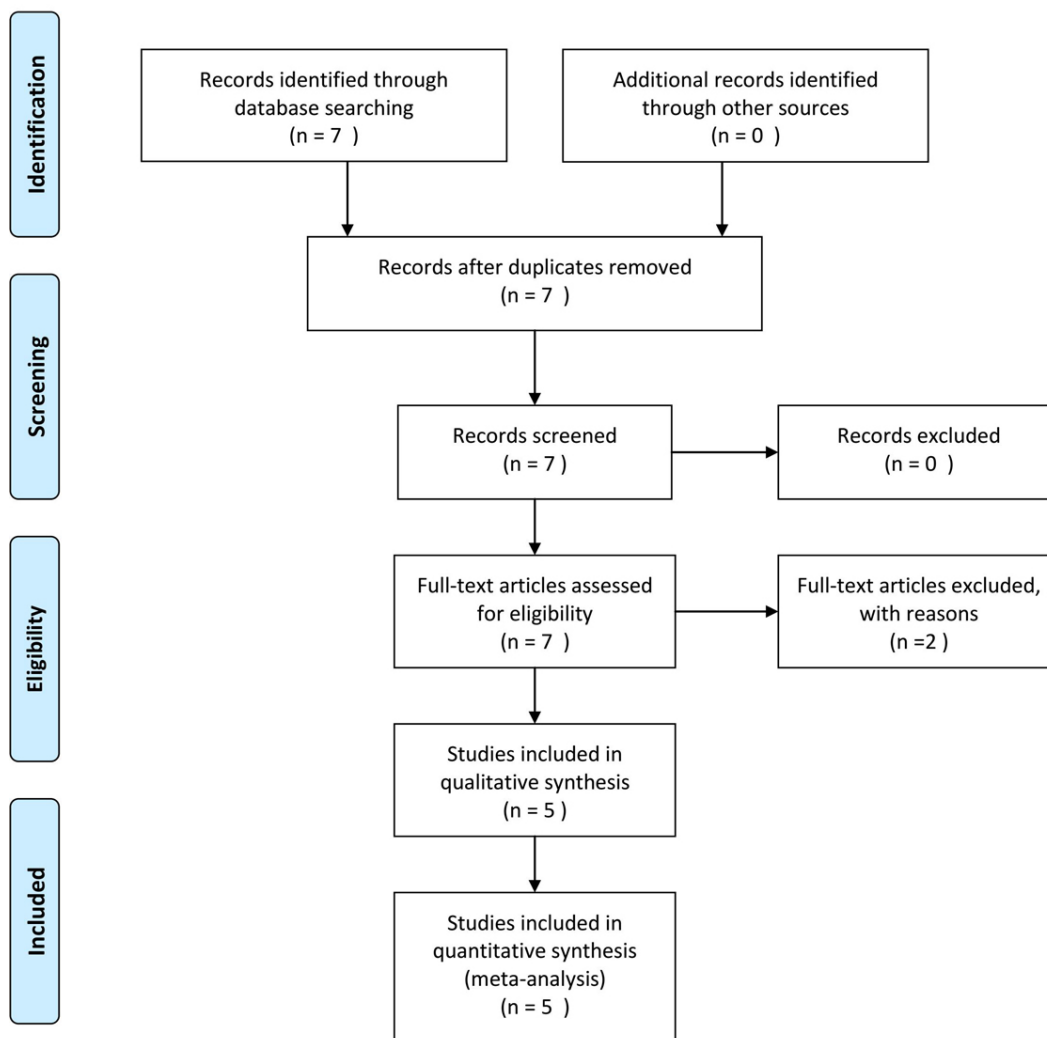 Identification
Records identified through
database searching
(n = 7  )
Additional records identified
through other sources
(n = 0  )
Records after duplicates removed
(n = 7  )
Screening
Records screened
(n = 7  )
Records excluded
(n = 0  )
Eligibility
Full-text articles assessed
for eligibility
(n = 7  )
Full-text articles excluded,
with reasons
(n =2 )
Studies included in
qualitative synthesis
(n = 5  )
Included
Studies included in
quantitative synthesis
(meta-analysis)
(n = 5  )